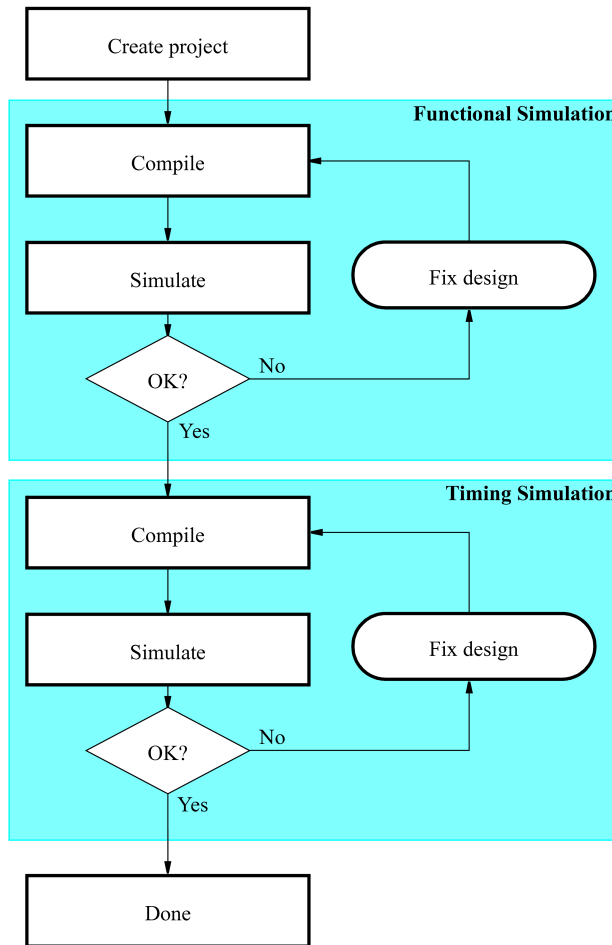 Create project
Functional Simulation
Compile
Simulate
Fix design
OK?
No
Yes
Timing Simulation
Compile
Simulate
Fix design
OK?
No
Yes
Done